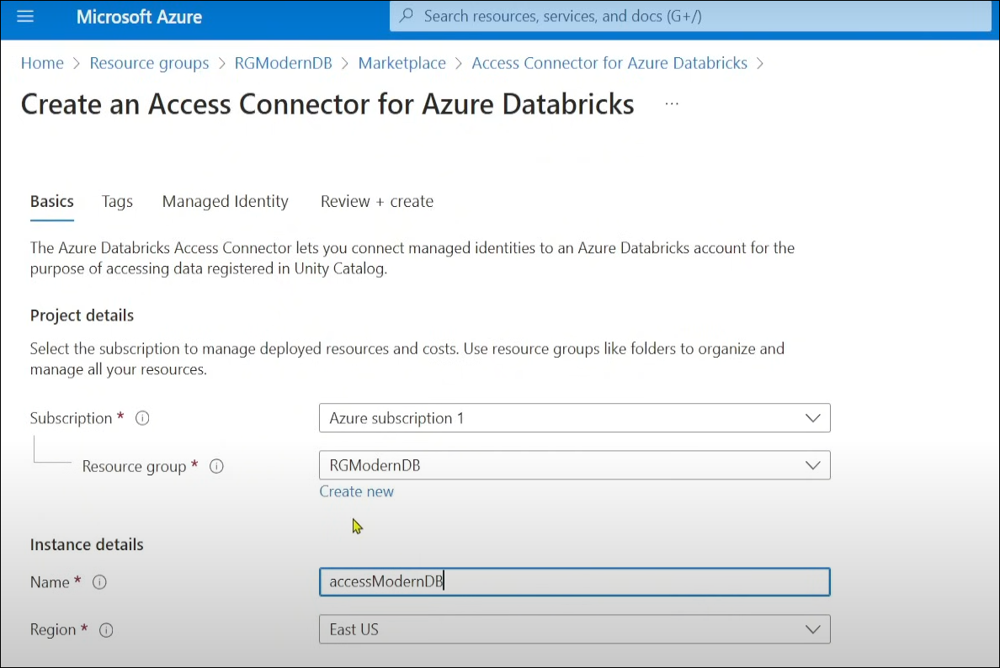 Microsoft Azure
Search resources, services, and docs (G+/)
Home > Resource groups > RGModernDB > Marketplace > Access Connector for Azure Databricks >
Create an Access Connector for Azure Databricks ...
Basics Tags Managed Identity Review + create
The Azure Databricks Access Connector lets you connect managed identities to an Azure Databricks account for the
purpose of accessing data registered in Unity Catalog.
Project details
Select the subscription to manage deployed resources and costs. Use resource groups like folders to organize and
manage all your resources.
Subscription * Azure subscription 1
Resource group * RGModernDB
Create new
Instance details
Name * accessModernDB
Region * East US